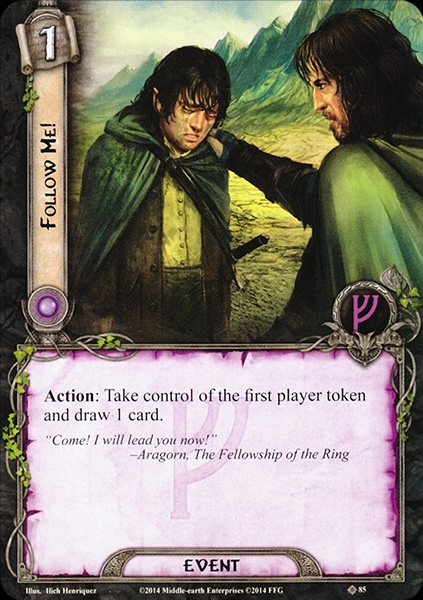 1
Follow Me!
Action: Take control of the first player token
and draw 1 card.
“Come! I will lead you now!”
–Aragorn, The Fellowship of the Ring
EVENT
Illus. Ilich Henriquez ©2014 Middle-earth Enterprises ©2014 FFG 85